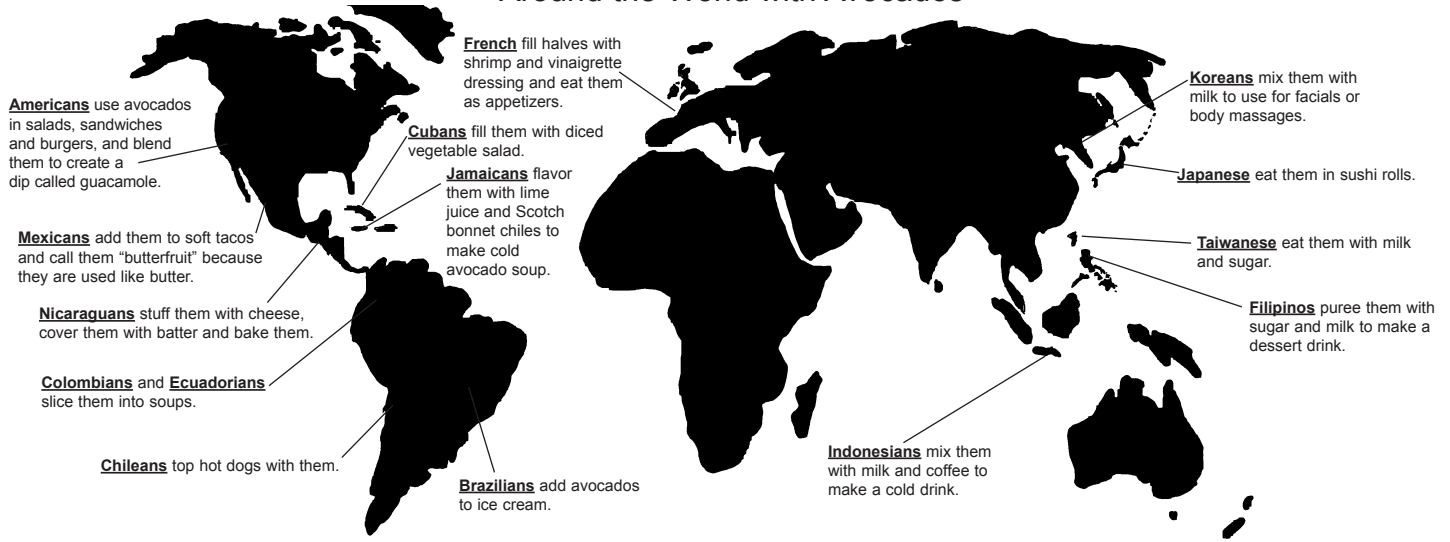 Around the World with Avocados
French fill halves with
shrimp and vinaigrette
dressing and eat them
as appetizers.
Koreans mix them with
milk to use for facials or
body massages.
Americans use avocados
in salads, sandwiches
and burgers, and blend
them to create a
dip called guacamole.
Cubans fill them with diced
vegetable salad.
Jamaicans flavor
them with lime
juice and Scotch
bonnet chiles to
make cold
avocado soup.
Japanese eat them in sushi rolls.
Mexicans add them to soft tacos
and call them “butterfruit” because
they are used like butter.
Taiwanese eat them with milk
and sugar.
Nicaraguans stuff them with cheese,
cover them with batter and bake them.
Filipinos puree them with
sugar and milk to make a
dessert drink.
Colombians and Ecuadorians
slice them into soups.
Chileans top hot dogs with them.
Brazilians add avocados
to ice cream.
Indonesians mix them
with milk and coffee to
make a cold drink.